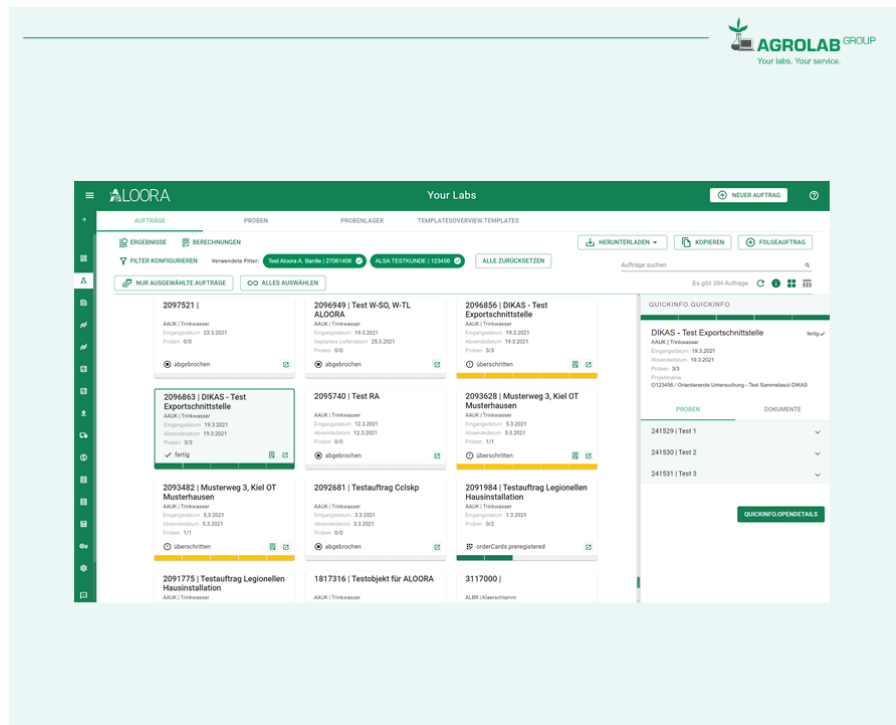 AGROLAB GROUP
Your labs. Your service.
ALOORA
Your Labs
NEUER AUFTRAG
AUFTRÄGE
PROBEN
PROBENLAGER
TEMPLATESOVERVIEW.TEMPLATES
ERGEBNISSE
BERECHNUNGEN
HERUNTERLADEN
KOPIEREN
FOLGEAUFTRAG
FILTER KONFIGURIEREN
Verwendete Filter:
Test Aloora A. Bardle | 27061408
ALSA TESTKUNDE | 123456
ALLE ZURÜCKSETZEN
Aufträge suchen
NUR AUSGEWÄHLTE AUFTRÄGE
ALLES AUSWÄHLEN
Es gibt 284 Aufträge.
2097521 |
AAUK | Trinkwasser
Eingangsdatum 23.3.2021
Proben 0/0
abgebrochen
2096949 | Test W-SO, W-TL
ALOORA
AAUK | Trinkwasser
Eingangsdatum 19.3.2021
Geplantes Lieferdatum 25.3.2021
Proben 0/0
abgebrochen
2096856 | DIKAS - Test
Exportschnittstelle
AAUK | Trinkwasser
Eingangsdatum 19.3.2021
Absendedatum 19.3.2021
Proben 3/3
überschritten
2096863 | DIKAS - Test
Exportschnittstelle
AAUK | Trinkwasser
Eingangsdatum 19.3.2021
Absendedatum 19.3.2021
Proben 3/3
fertig
2095740 | Test RA
AAUK | Trinkwasser
Eingangsdatum 12.3.2021
Absendedatum 12.3.2021
Proben 0/0
abgebrochen
2093628 | Musterweg 3, Kiel OT
Musterhausen
AAUK | Trinkwasser
Eingangsdatum 5.3.2021
Absendedatum 5.3.2021
Proben 1/1
überschritten
2093482 | Musterweg 3, Kiel OT
Musterhausen
AAUK | Trinkwasser
Eingangsdatum 5.3.2021
Absendedatum 5.3.2021
Proben 1/1
überschritten
2092681 | Testauftrag Cclskp
AAUK | Trinkwasser
Eingangsdatum 3.3.2021
Absendedatum 3.3.2021
Proben 0/0
abgebrochen
2091984 | Testauftrag Legionellen
Hausinstallation
AAUK | Trinkwasser
Eingangsdatum 1.3.2021
Proben 0/2
orderCards.preregistered
2091775 | Testauftrag Legionellen
Hausinstallation
AAUK | Trinkwasser
1817316 | Testobjekt für ALOORA
AAUK | Trinkwasser
3117000 |
ALBR | Klaerschlamm
QUICKINFO.QUICKINFO
DIKAS - Test Exportschnittstelle
fertig
AAUK | Trinkwasser
Eingangsdatum 19.3.2021
Absendedatum 19.3.2021
Proben 3/3
Projektname
O123456 / Orientierende Untersuchung - Test Sammelasoil DIKAS
PROBEN
DOKUMENTE
241529 | Test 1
241530 | Test 2
241531 | Test 3
QUICKINFO.OPENDETAILS